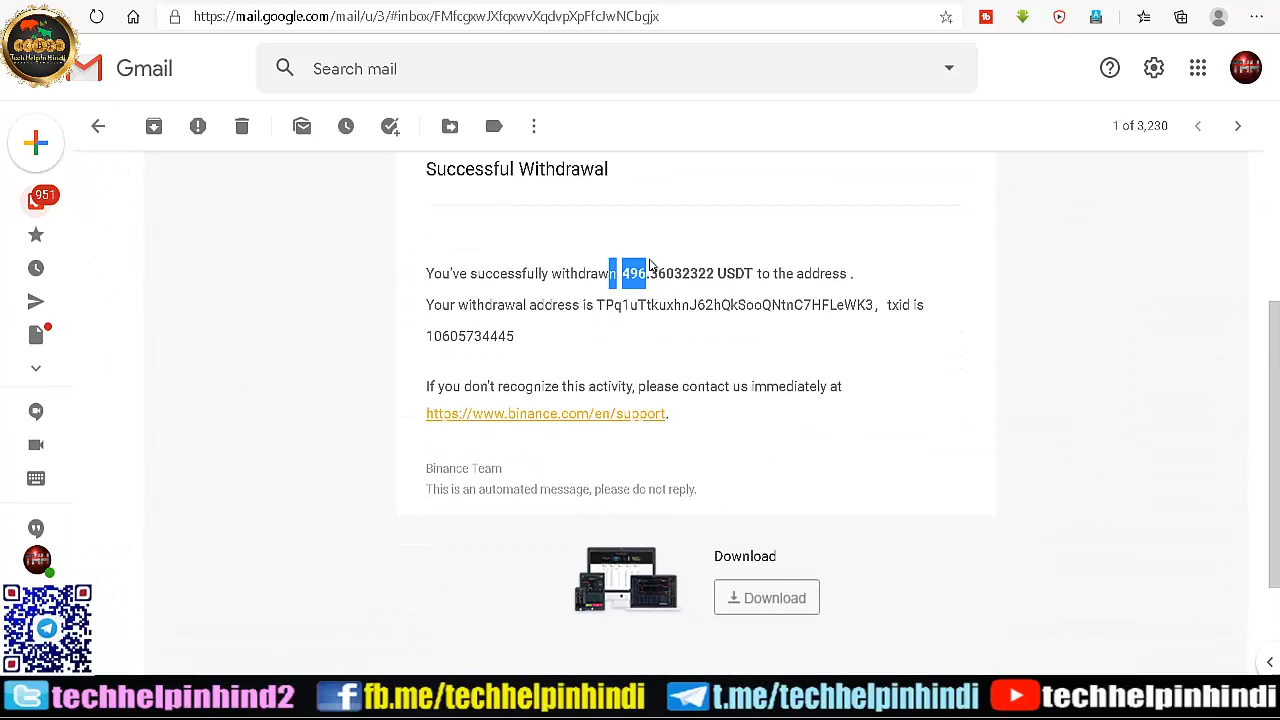 https://mail.google.com/mail/u/3/#inbox/
Gmail
Search mail
1 of 3,230
951
Successful Withdrawal
You've successfully withdrawn 496.36032322 USDT to the address .
Your withdrawal address is TPq1uTtkuxhnJ62hQkSooQNtnC7HFLeWK3, txid is
10605734445
If you don't recognize this activity, please contact us immediately at
https://www.binance.com/en/support.
Binance Team
This is an automated message, please do not reply.
Download
Download
techhelpinhind2
fb.me/techhelpinhindi
t.me/techhelpinhindi
techhelpinhindi